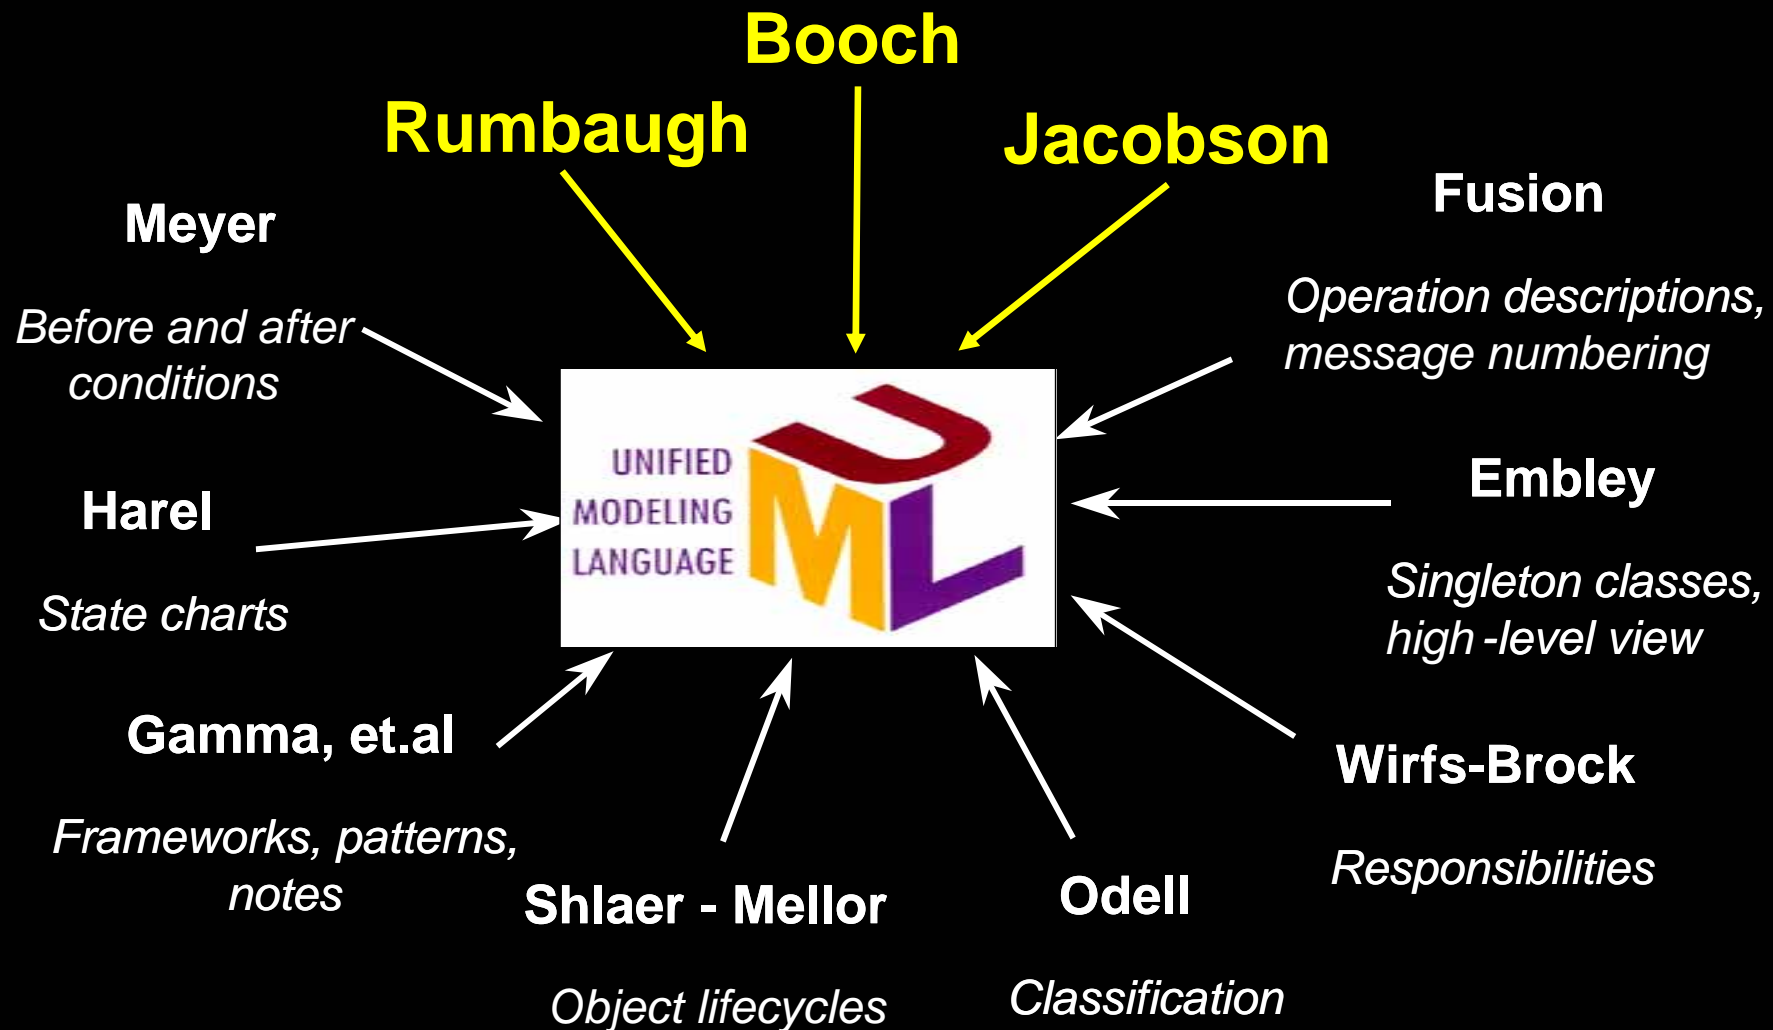 Booch
Rumbaugh
Jacobson
Meyer
Before and after
conditions
Fusion
Operation descriptions,
message numbering
UNIFIED
MODELING
LANGUAGE
UML
Harel
State charts
Embley
Singleton classes,
high-level view
Gamma, et.al
Frameworks, patterns,
notes
Wirfs-Brock
Responsibilities
Shlaer - Mellor
Object lifecycles
Odell
Classification